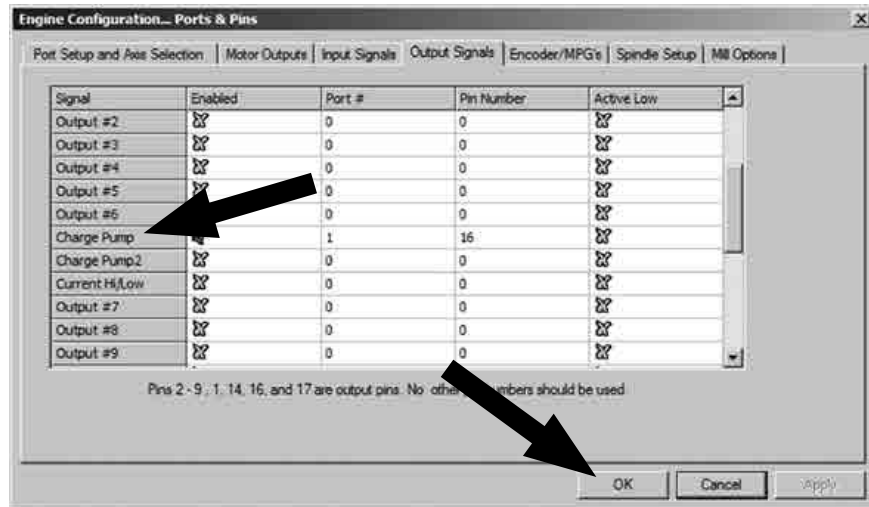 Engine Configuration... Ports & Pins
Port Setup and Axis Selection Motor Outputs Input Signals Output Signals Encoder/MPG's Spindle Setup Mill Options
Signal Enabled Port # Pin Number Active Low
Output #2 0 0
Output #3 0 0
Output #4 0 0
Output #5 0 0
Output #6 0 0
Charge Pump 1 16
Charge Pump2 0 0
Current Hi/Low 0 0
Output #7 0 0
Output #8 0 0
Output #9 0 0
Pins 2 - 9 , 1, 14, 16, and 17 are output pins. No other numbers should be used
OK Cancel Apply